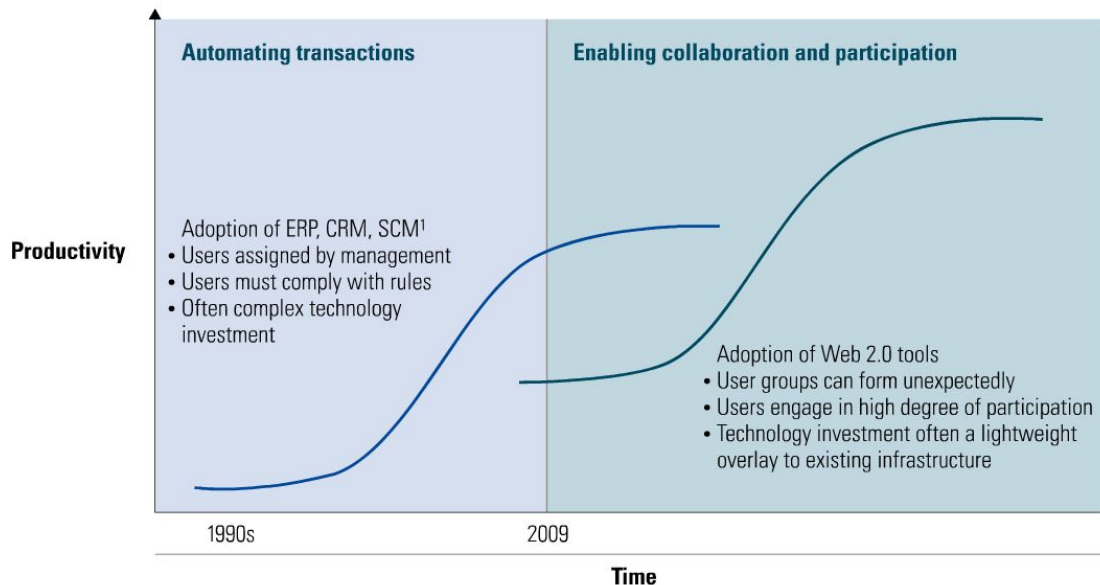 Automating transactions
Enabling collaboration and participation
Productivity
Adoption of ERP, CRM, SCM¹
• Users assigned by management
• Users must comply with rules
• Often complex technology
investment
Adoption of Web 2.0 tools
• User groups can form unexpectedly
• Users engage in high degree of participation
• Technology investment often a lightweight
overlay to existing infrastructure
1990s
2009
Time